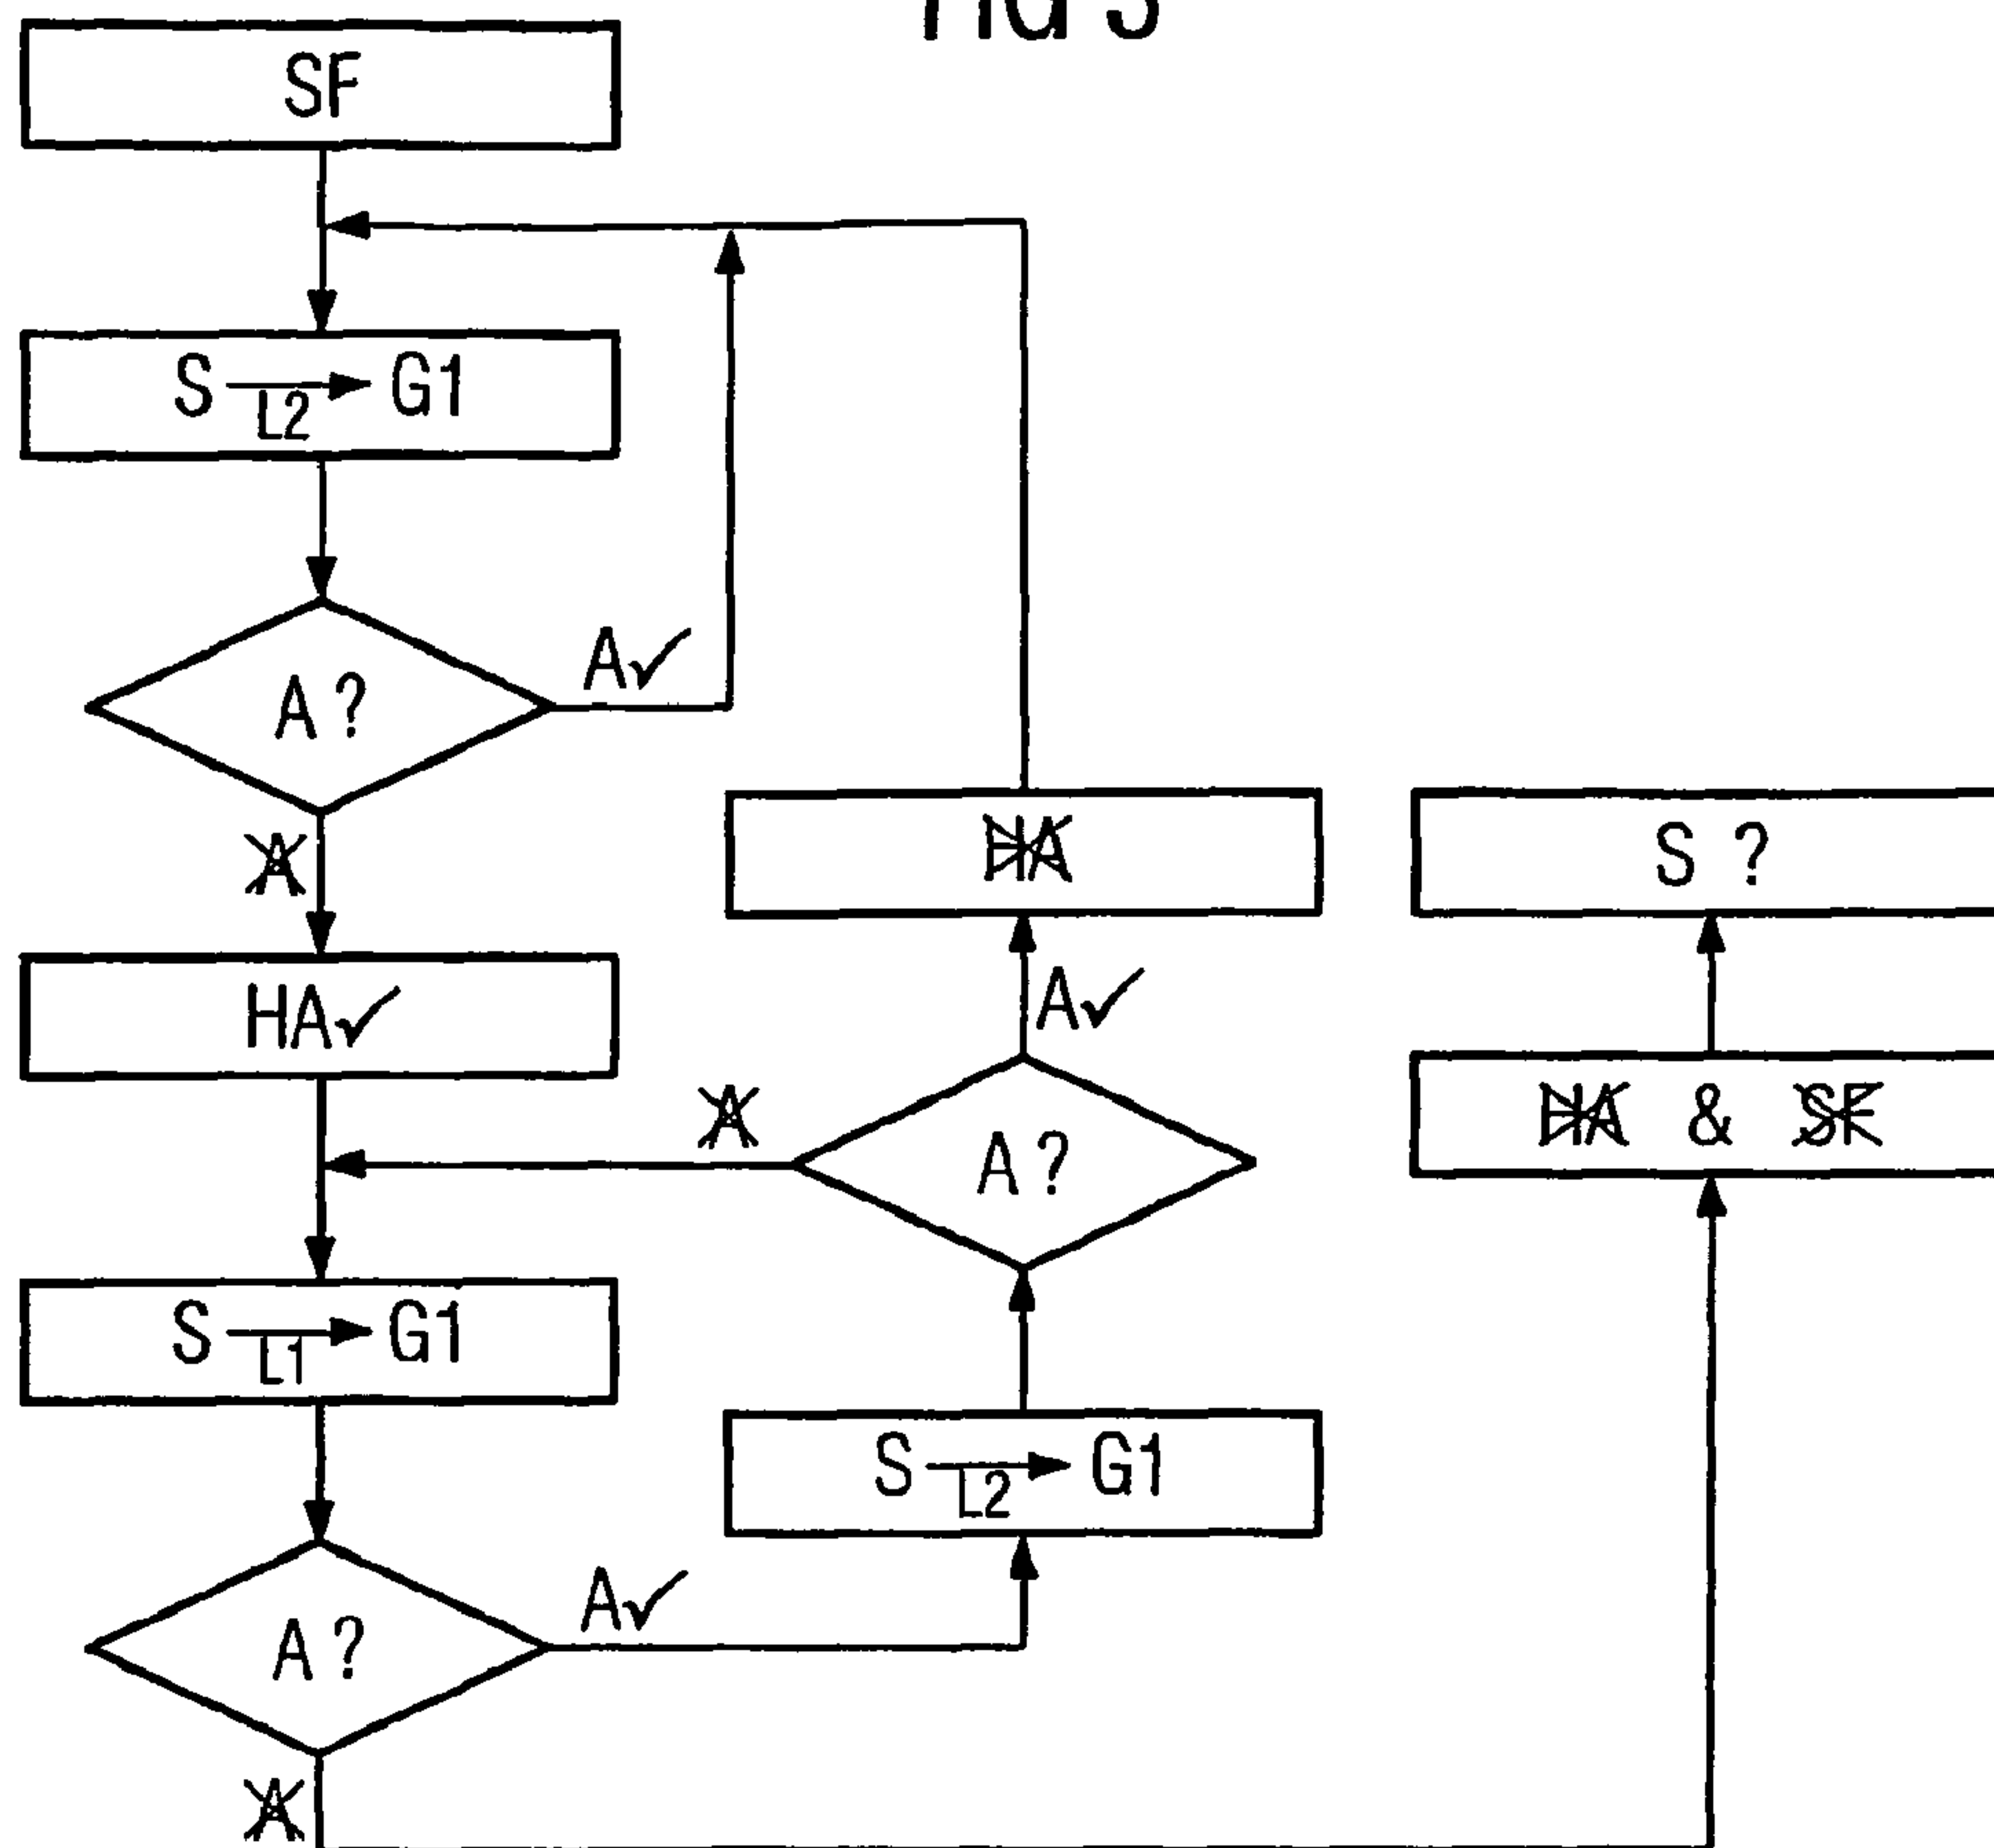 FIG 3
SF
S → G1
L2
A ?
A✓
A
HA✓
S → G1
L1
A ?
A✓
A
S → G1
L2
A ?
A
A✓
HA
HA & SF
S ?